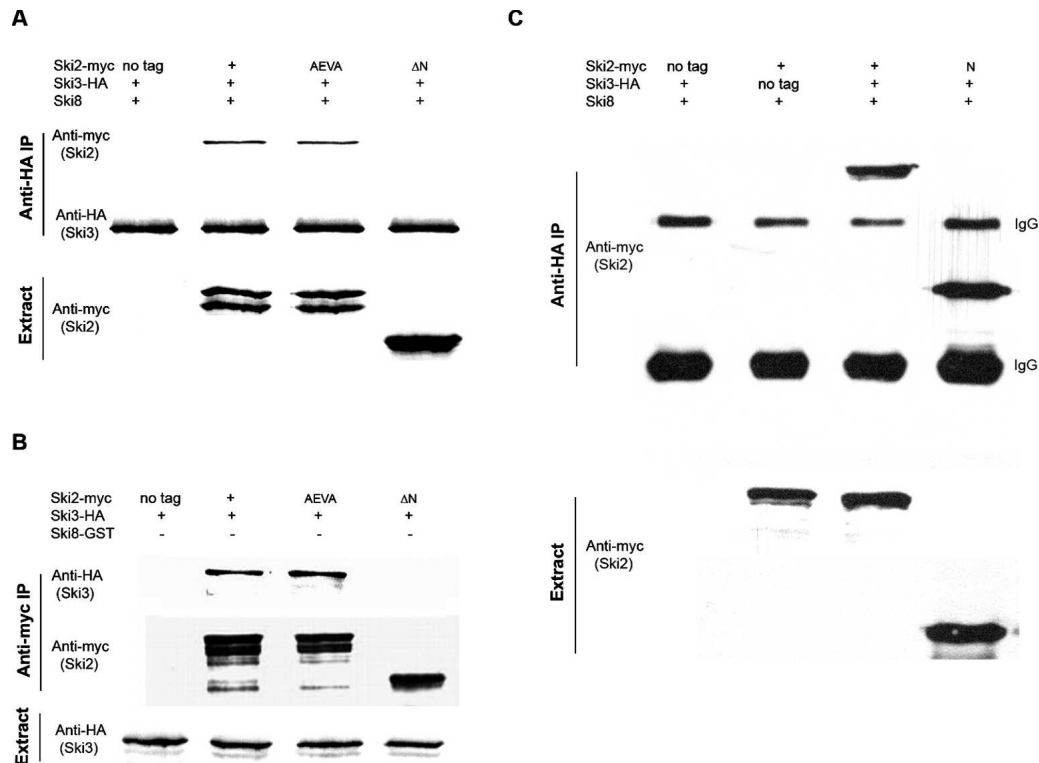 A
Ski2-myc no tag + AEVA ΔN
Ski3-HA + + + +
Ski8 + + + +
Anti-HA IP
Anti-myc
(Ski2)
Anti-HA
(Ski3)
Extract
Anti-myc
(Ski2)
B
Ski2-myc no tag + AEVA ΔN
Ski3-HA + + + +
Ski8-GST - - - -
Anti-myc IP
Anti-HA
(Ski3)
Anti-myc
(Ski2)
Extract
Anti-HA
(Ski3)
C
Ski2-myc no tag + + N
Ski3-HA + no tag + +
Ski8 + + + +
Anti-HA IP
IgG
Anti-myc
(Ski2)
IgG
Extract
Anti-myc
(Ski2)